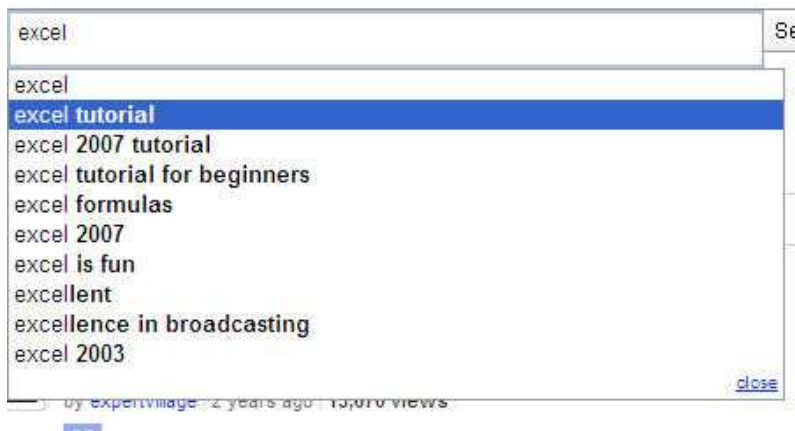 excel
Se
excel
excel tutorial
excel 2007 tutorial
excel tutorial for beginners
excel formulas
excel 2007
excel is fun
excellent
excellence in broadcasting
excel 2003
close
by expertvillage 2 years ago views